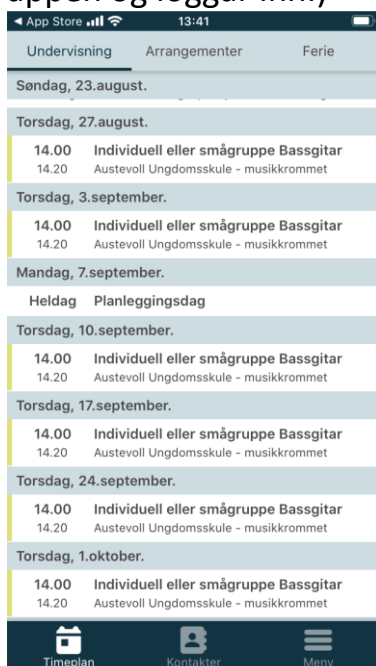 appen og loggar inn.)
App Store 13:41
Undervisning Arrangementer Ferie
Søndag, 23.august.
Torsdag, 27.august.
14.00 Individuell eller smågruppe Bassgitar
14.20 Austevoll Ungdomsskule - musikkrommet
Torsdag, 3.september.
14.00 Individuell eller smågruppe Bassgitar
14.20 Austevoll Ungdomsskule - musikkrommet
Mandag, 7.september.
Heldag Planleggingsdag
Torsdag, 10.september.
14.00 Individuell eller smågruppe Bassgitar
14.20 Austevoll Ungdomsskule - musikkrommet
Torsdag, 17.september.
14.00 Individuell eller smågruppe Bassgitar
14.20 Austevoll Ungdomsskule - musikkrommet
Torsdag, 24.september.
14.00 Individuell eller smågruppe Bassgitar
14.20 Austevoll Ungdomsskule - musikkrommet
Torsdag, 1.oktober.
14.00 Individuell eller smågruppe Bassgitar
14.20 Austevoll Ungdomsskule - musikkrommet
Timeplan Kontakter Meny